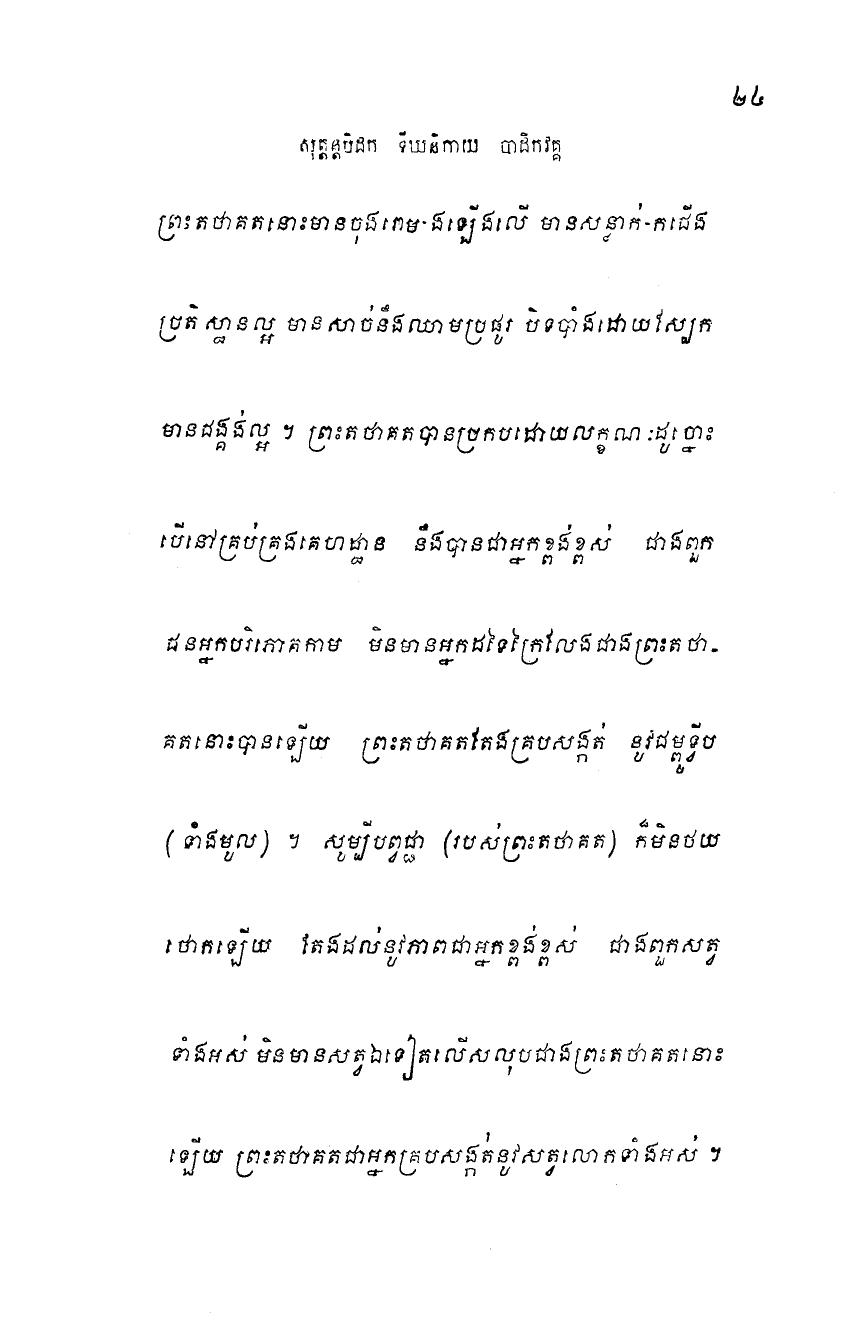 ២៤
សុត្តន្តបិដក ទីឃនិកាយ បាដិកវគ្គ
ព្រះតថាគតនោះមានចុងរោម-ងឡើងលើ មានសន្ទាក់-កជើង
ប្រតិស្ឋានល្អ មានសាច់នឹងឈាមប្រផូរ បិទបាំងដោយស្បែក
មានជង្គង់ល្អ ។ ព្រះតថាគតបានប្រកបដោយលក្ខណៈដូច្នោះ
បើនៅគ្រប់គ្រងគេហដ្ឋាន នឹងបានជាអ្នកខ្ពង់ខ្ពស់ ជាងពួក
ជនអ្នកបរិភោគកាម មិនមានអ្នកដទៃក្រៃលែងជាងព្រះតថា-
គតនោះបានឡើយ ព្រះតថាគតតែងគ្របសង្កត់ នូវជម្ពូទ្វីប
(ទាំងមូល) ។ សូម្បីបព្វជ្ជា (របស់ព្រះតថាគត) ក៏មិនថយ
ថោកឡើយ តែងដល់នូវភាពជាអ្នកខ្ពង់ខ្ពស់ ជាងពួកសត្វ
ទាំងអស់ មិនមានសត្វឯទៀតលើសលុបជាងព្រះតថាគតនោះ
ឡើយ ព្រះតថាគតជាអ្នកគ្របសង្កត់នូវសត្វលោកទាំងអស់ ។